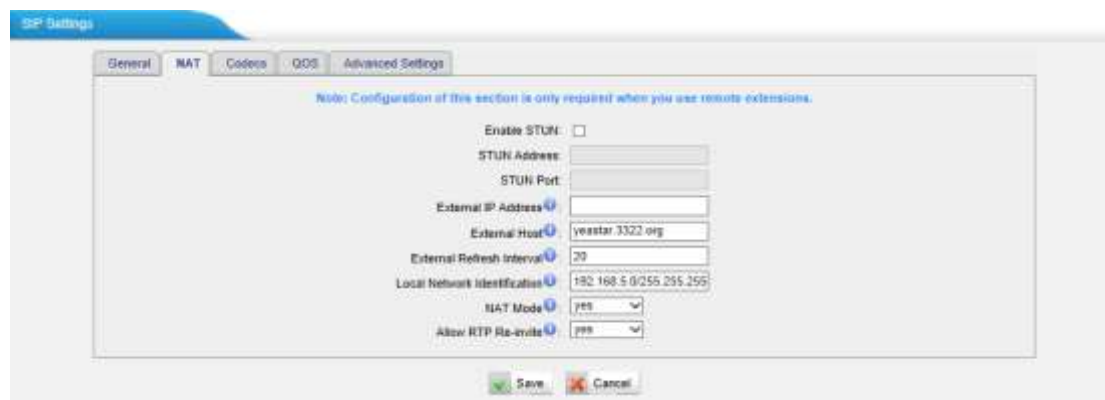 SIP Settings
General NAT Codecs QOS Advanced Settings
Note: Configuration of this section is only required when you use remote extensions.
Enable STUN:
STUN Address:
STUN Port:
External IP Address :
External Host : yeastar.3322.org
External Refresh Interval : 20
Local Network Identification : 192.168.5.0/255.255.255
NAT Mode : yes
Allow RTP Re-invite : yes
Save Cancel